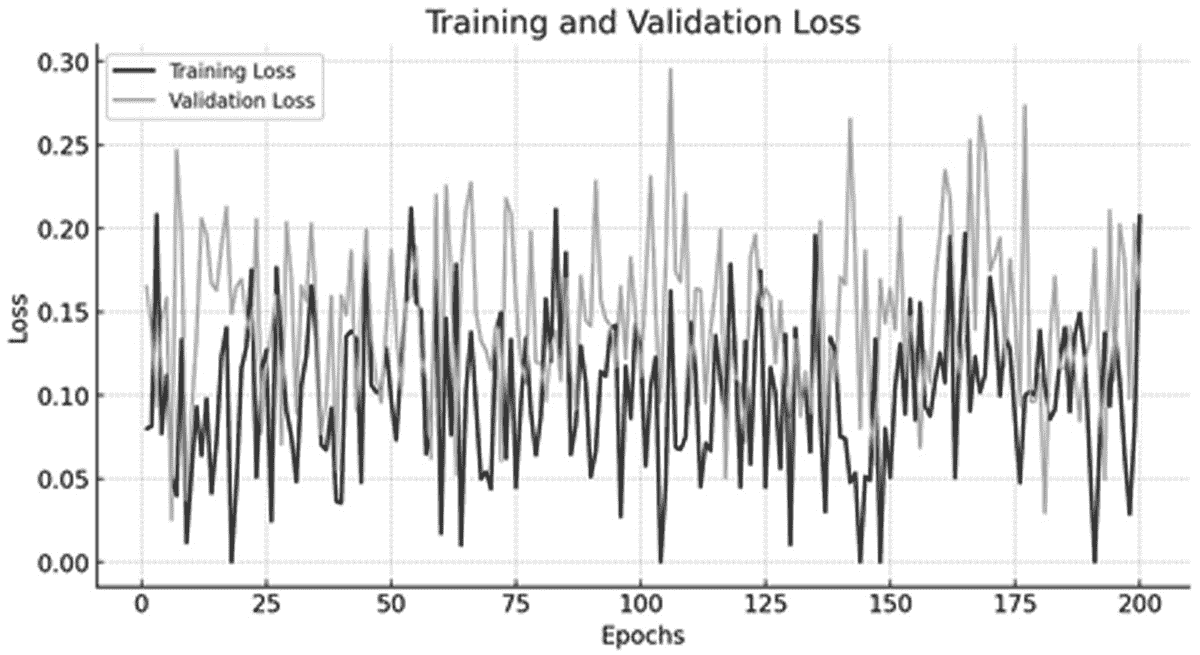 Training and Validation Loss
Training Loss
Validation Loss
0.30
0.25
0.20
0.15
0.10
0.05
0.00
Loss
0 25 50 75 100 125 150 175 200
Epochs